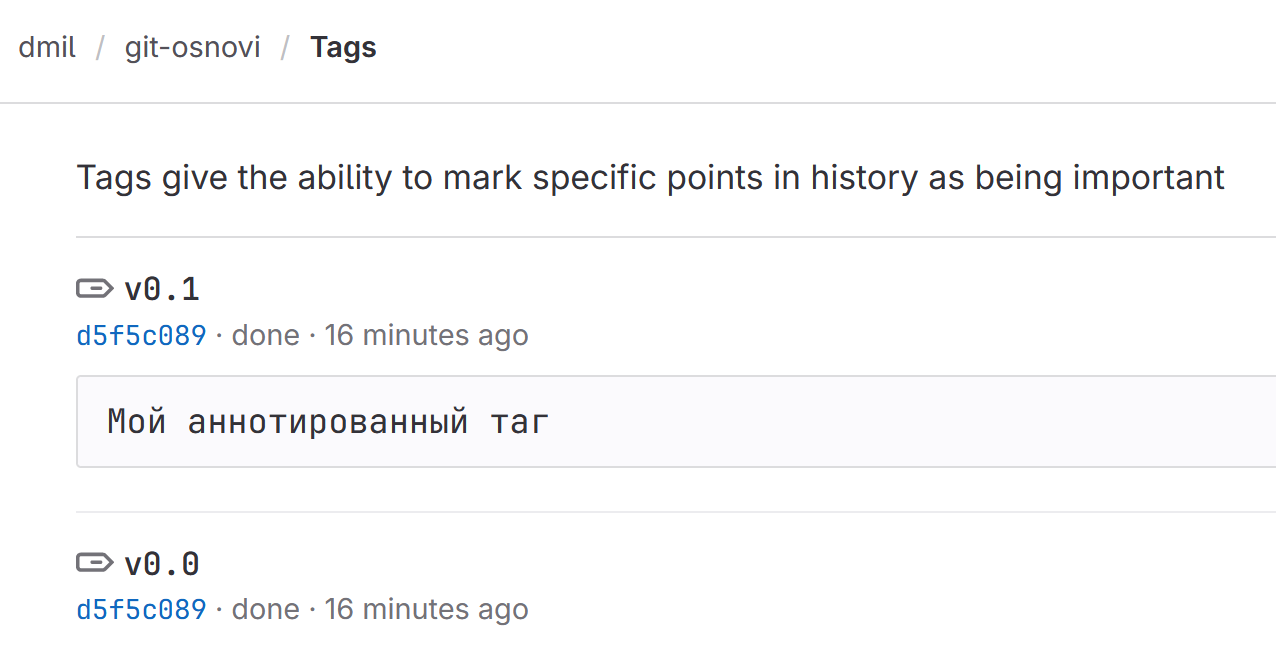 dmil / git-osnovi / Tags
Tags give the ability to mark specific points in history as being important
v0.1
d5f5c089 · done · 16 minutes ago
Мой аннотированный таг
v0.0
d5f5c089 · done · 16 minutes ago